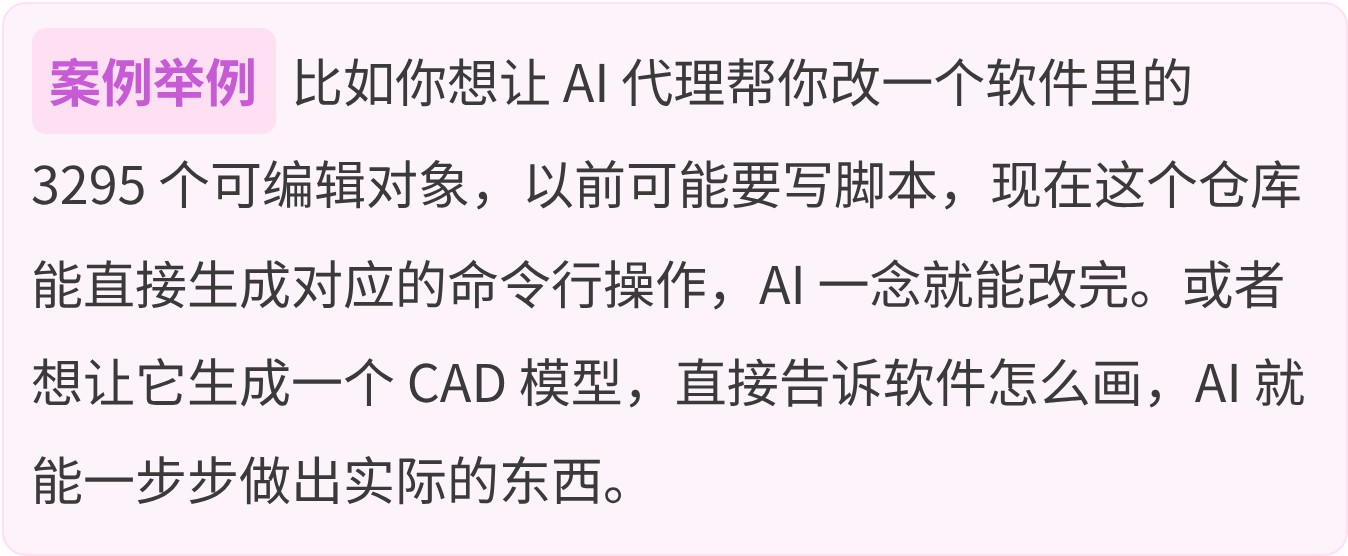 案例举例 比如你想让 AI 代理帮你改一个软件里的
3295 个可编辑对象，以前可能要写脚本，现在这个仓库
能直接生成对应的命令行操作，AI 一念就能改完。或者
想让它生成一个 CAD 模型，直接告诉软件怎么画，AI 就
能一步步做出实际的东西。